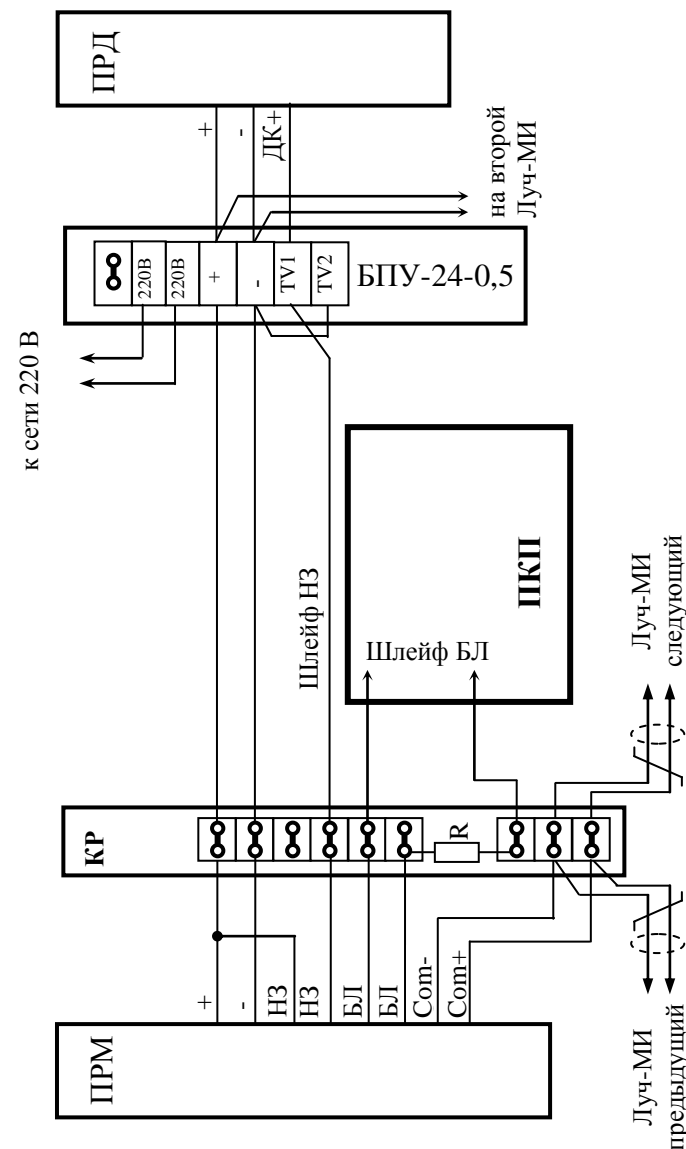 ПРД
+
-
ДК+
на второй
Луч-МИ
220В
220В
+
-
TV1
TV2
БПУ-24-0,5
к сети 220 В
Шлейф НЗ
ПКП
Шлейф БЛ
Луч-МИ
следующий
КР
R
+
-
НЗ
НЗ
БЛ
БЛ
Com-
Com+
ПРМ
Луч-МИ
предыдущий